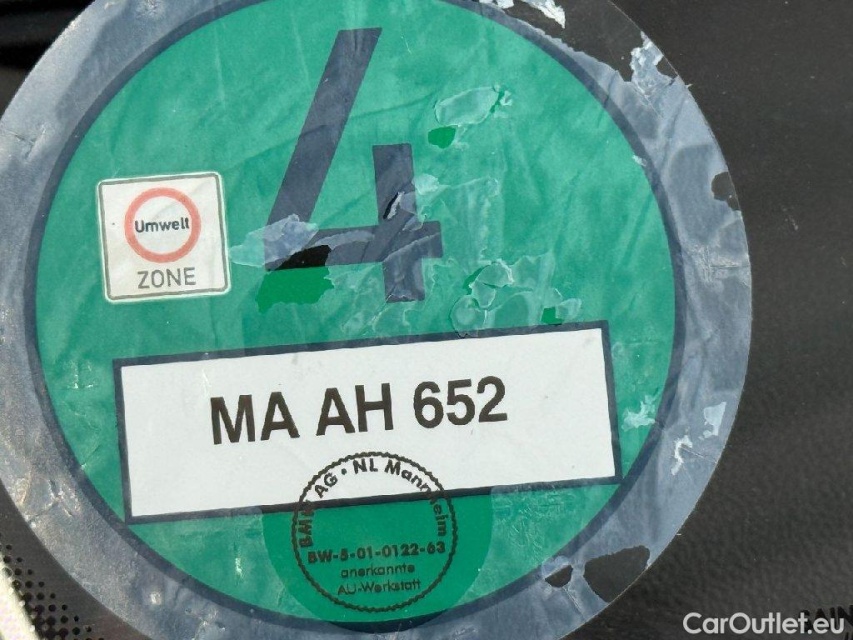 4
Umwelt
ZONE
MA AH 652
BMW AG · NL Mannheim
BW-5-01-0122-63
anerkannte
AU-Werkstatt
CarOutlet.eu